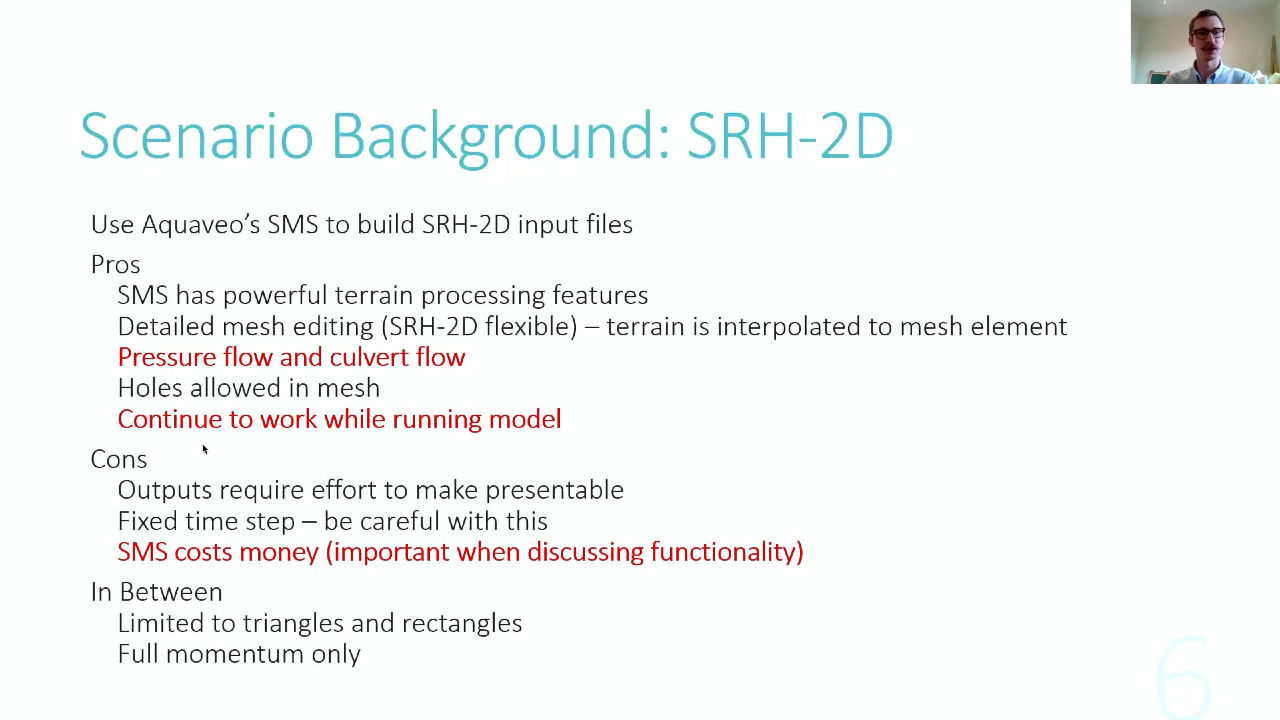 Scenario Background: SRH-2D
Use Aquaveo’s SMS to build SRH-2D input files
Pros
SMS has powerful terrain processing features
Detailed mesh editing (SRH-2D flexible) – terrain is interpolated to mesh element
Pressure flow and culvert flow
Holes allowed in mesh
Continue to work while running model
Cons
Outputs require effort to make presentable
Fixed time step – be careful with this
SMS costs money (important when discussing functionality)
In Between
Limited to triangles and rectangles
Full momentum only
6